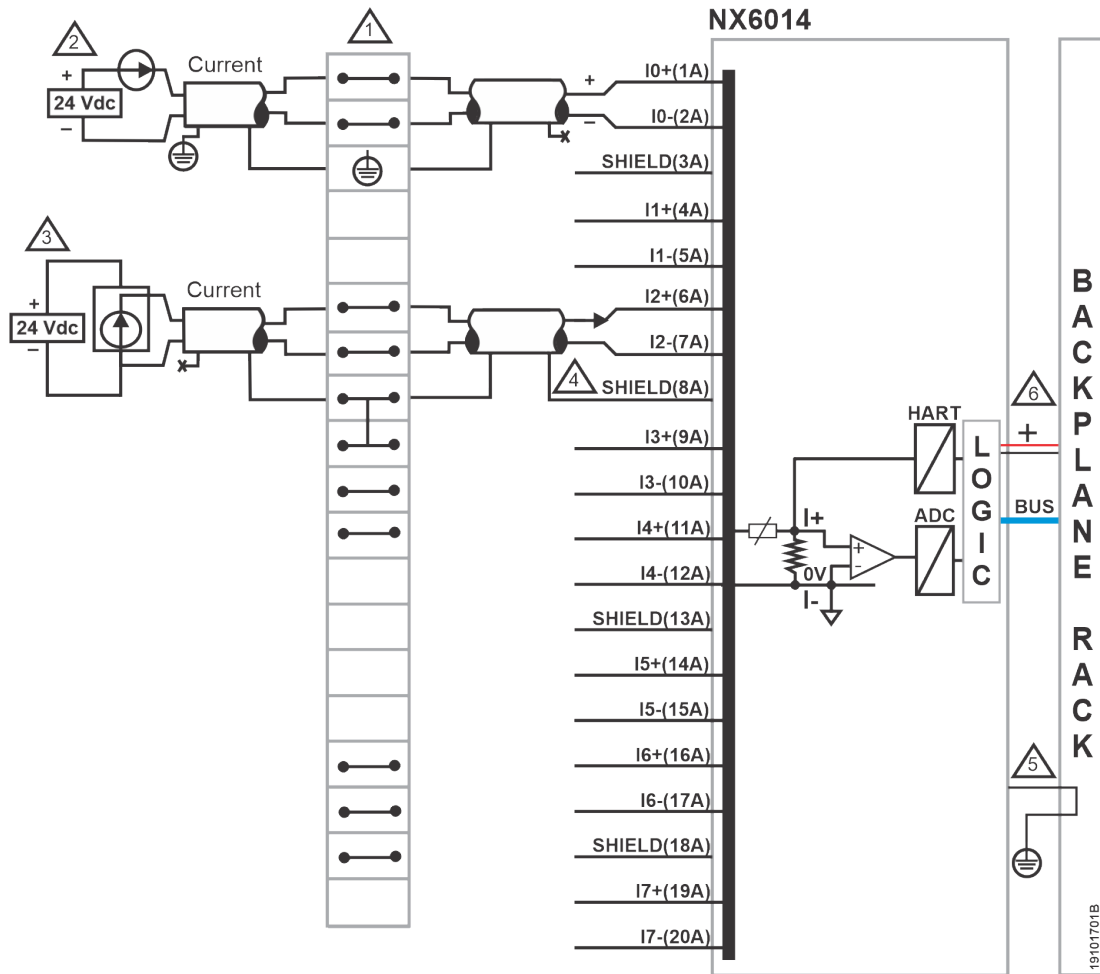 NX6014
1
2
+
24 Vdc
−
Current
+
−
3
+
24 Vdc
−
Current
4
I0+(1A)
I0-(2A)
SHIELD(3A)
I1+(4A)
I1-(5A)
I2+(6A)
I2-(7A)
SHIELD(8A)
I3+(9A)
I3-(10A)
I4+(11A)
I4-(12A)
SHIELD(13A)
I5+(14A)
I5-(15A)
I6+(16A)
I6-(17A)
SHIELD(18A)
I7+(19A)
I7-(20A)
I+
0V
I-
+
-
HART
ADC
LOGIC
6
+
BUS
5
BACKPLANE RACK
19101701B